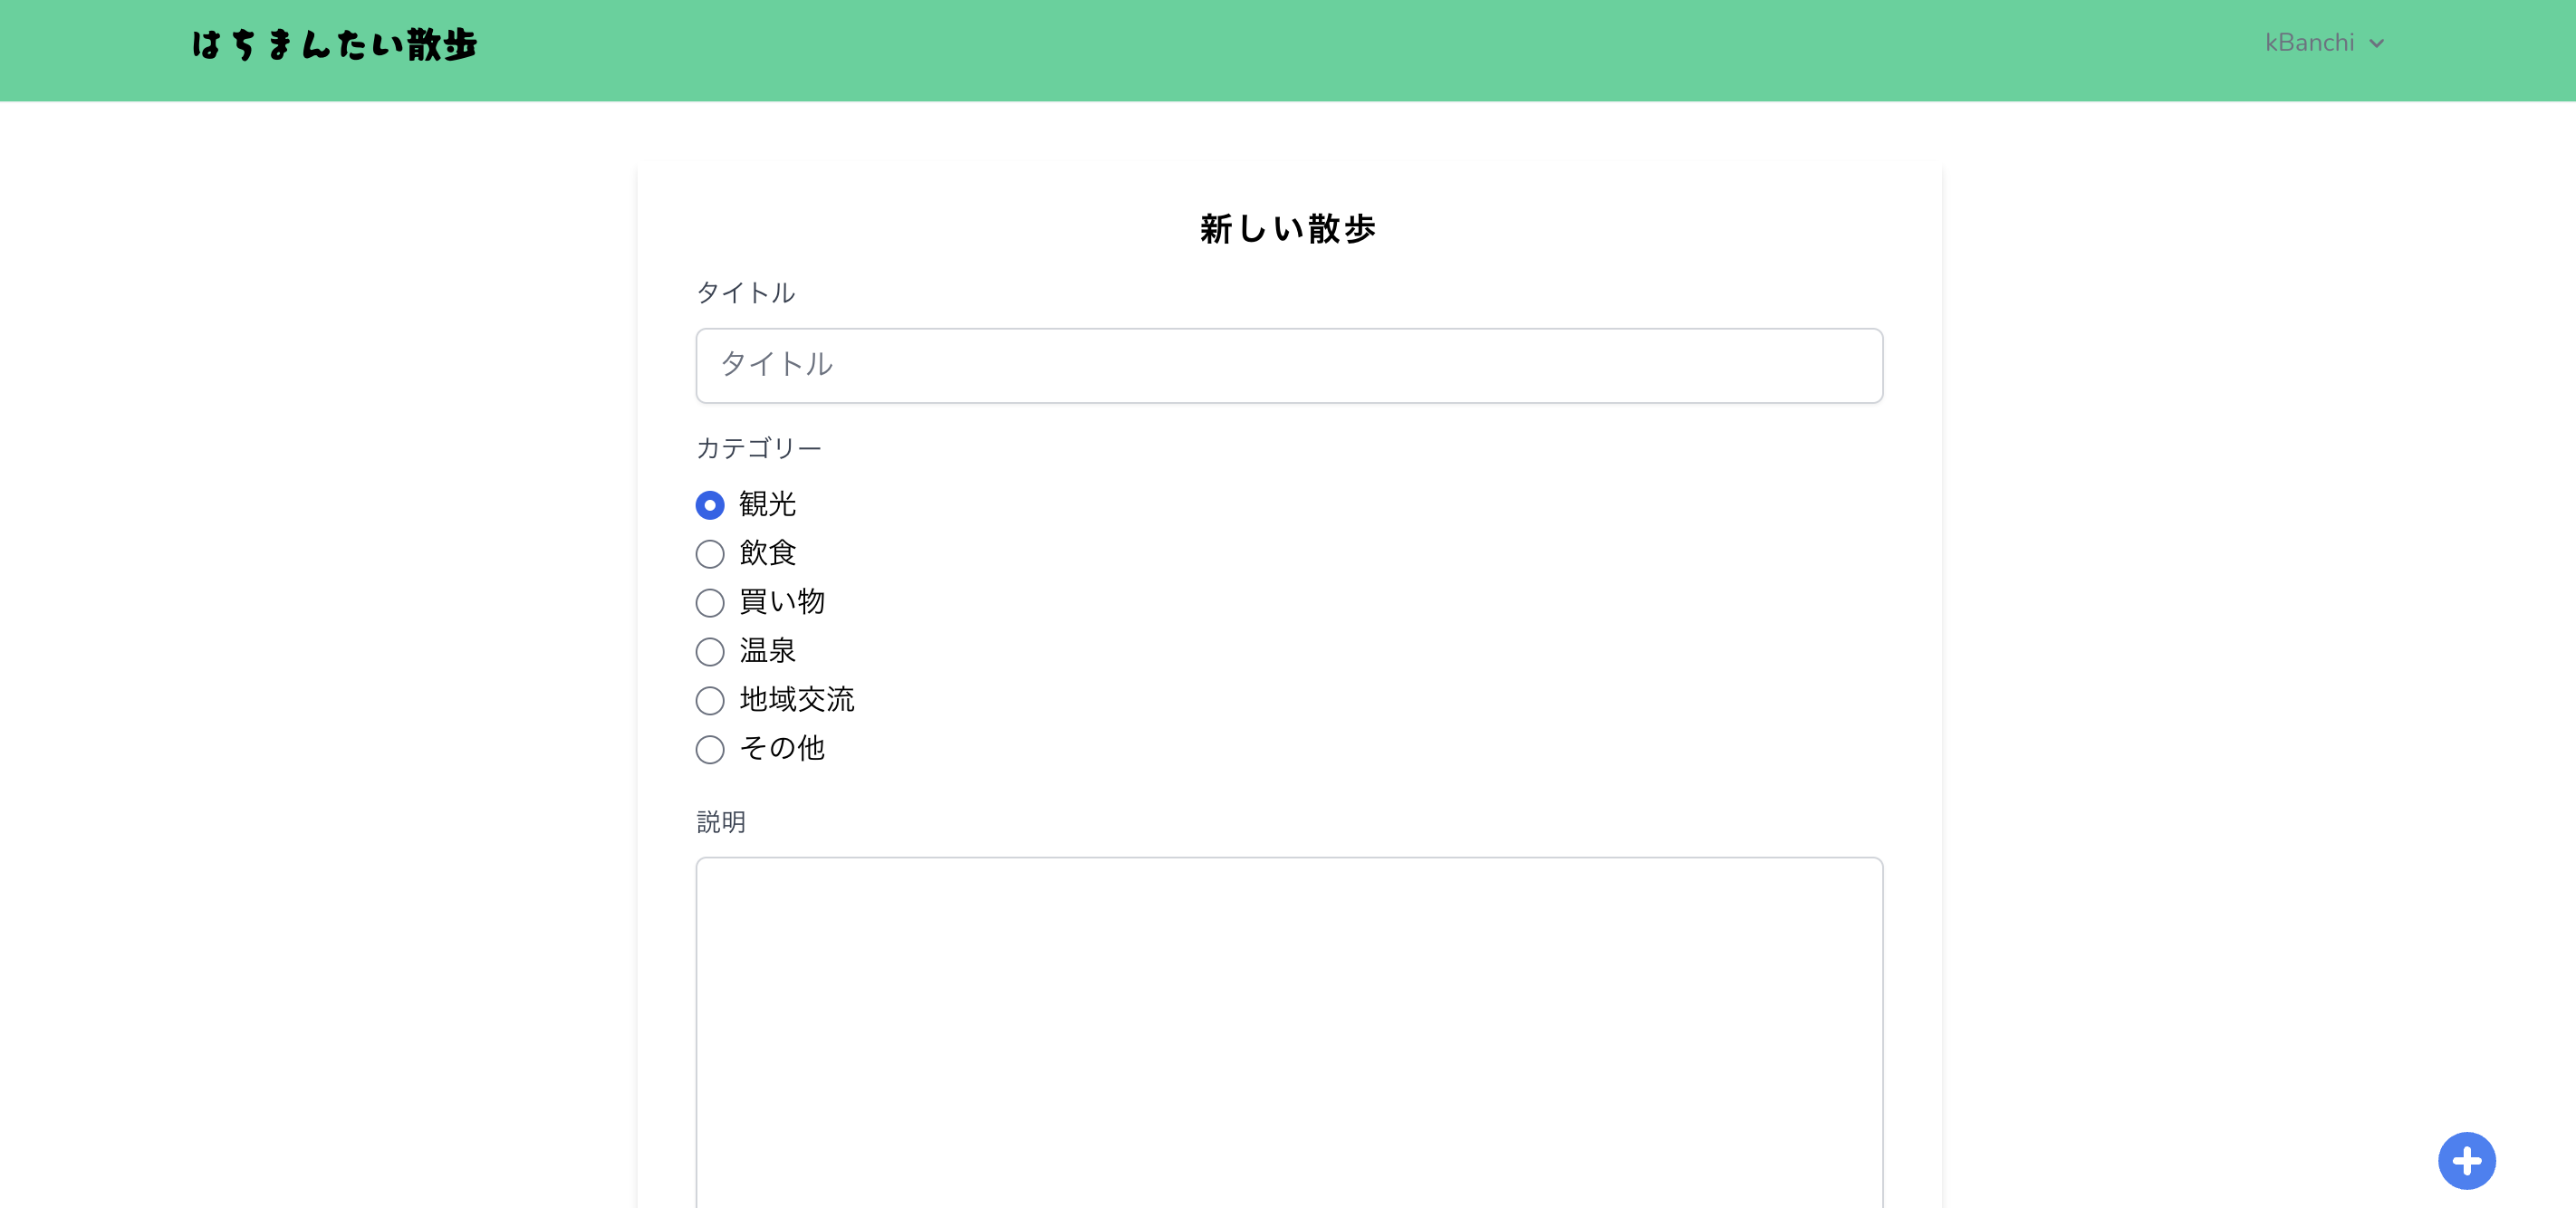 はちまんたい散歩
kBanchi
新しい散歩
タイトル
タイトル
カテゴリー
観光
飲食
買い物
温泉
地域交流
その他
説明